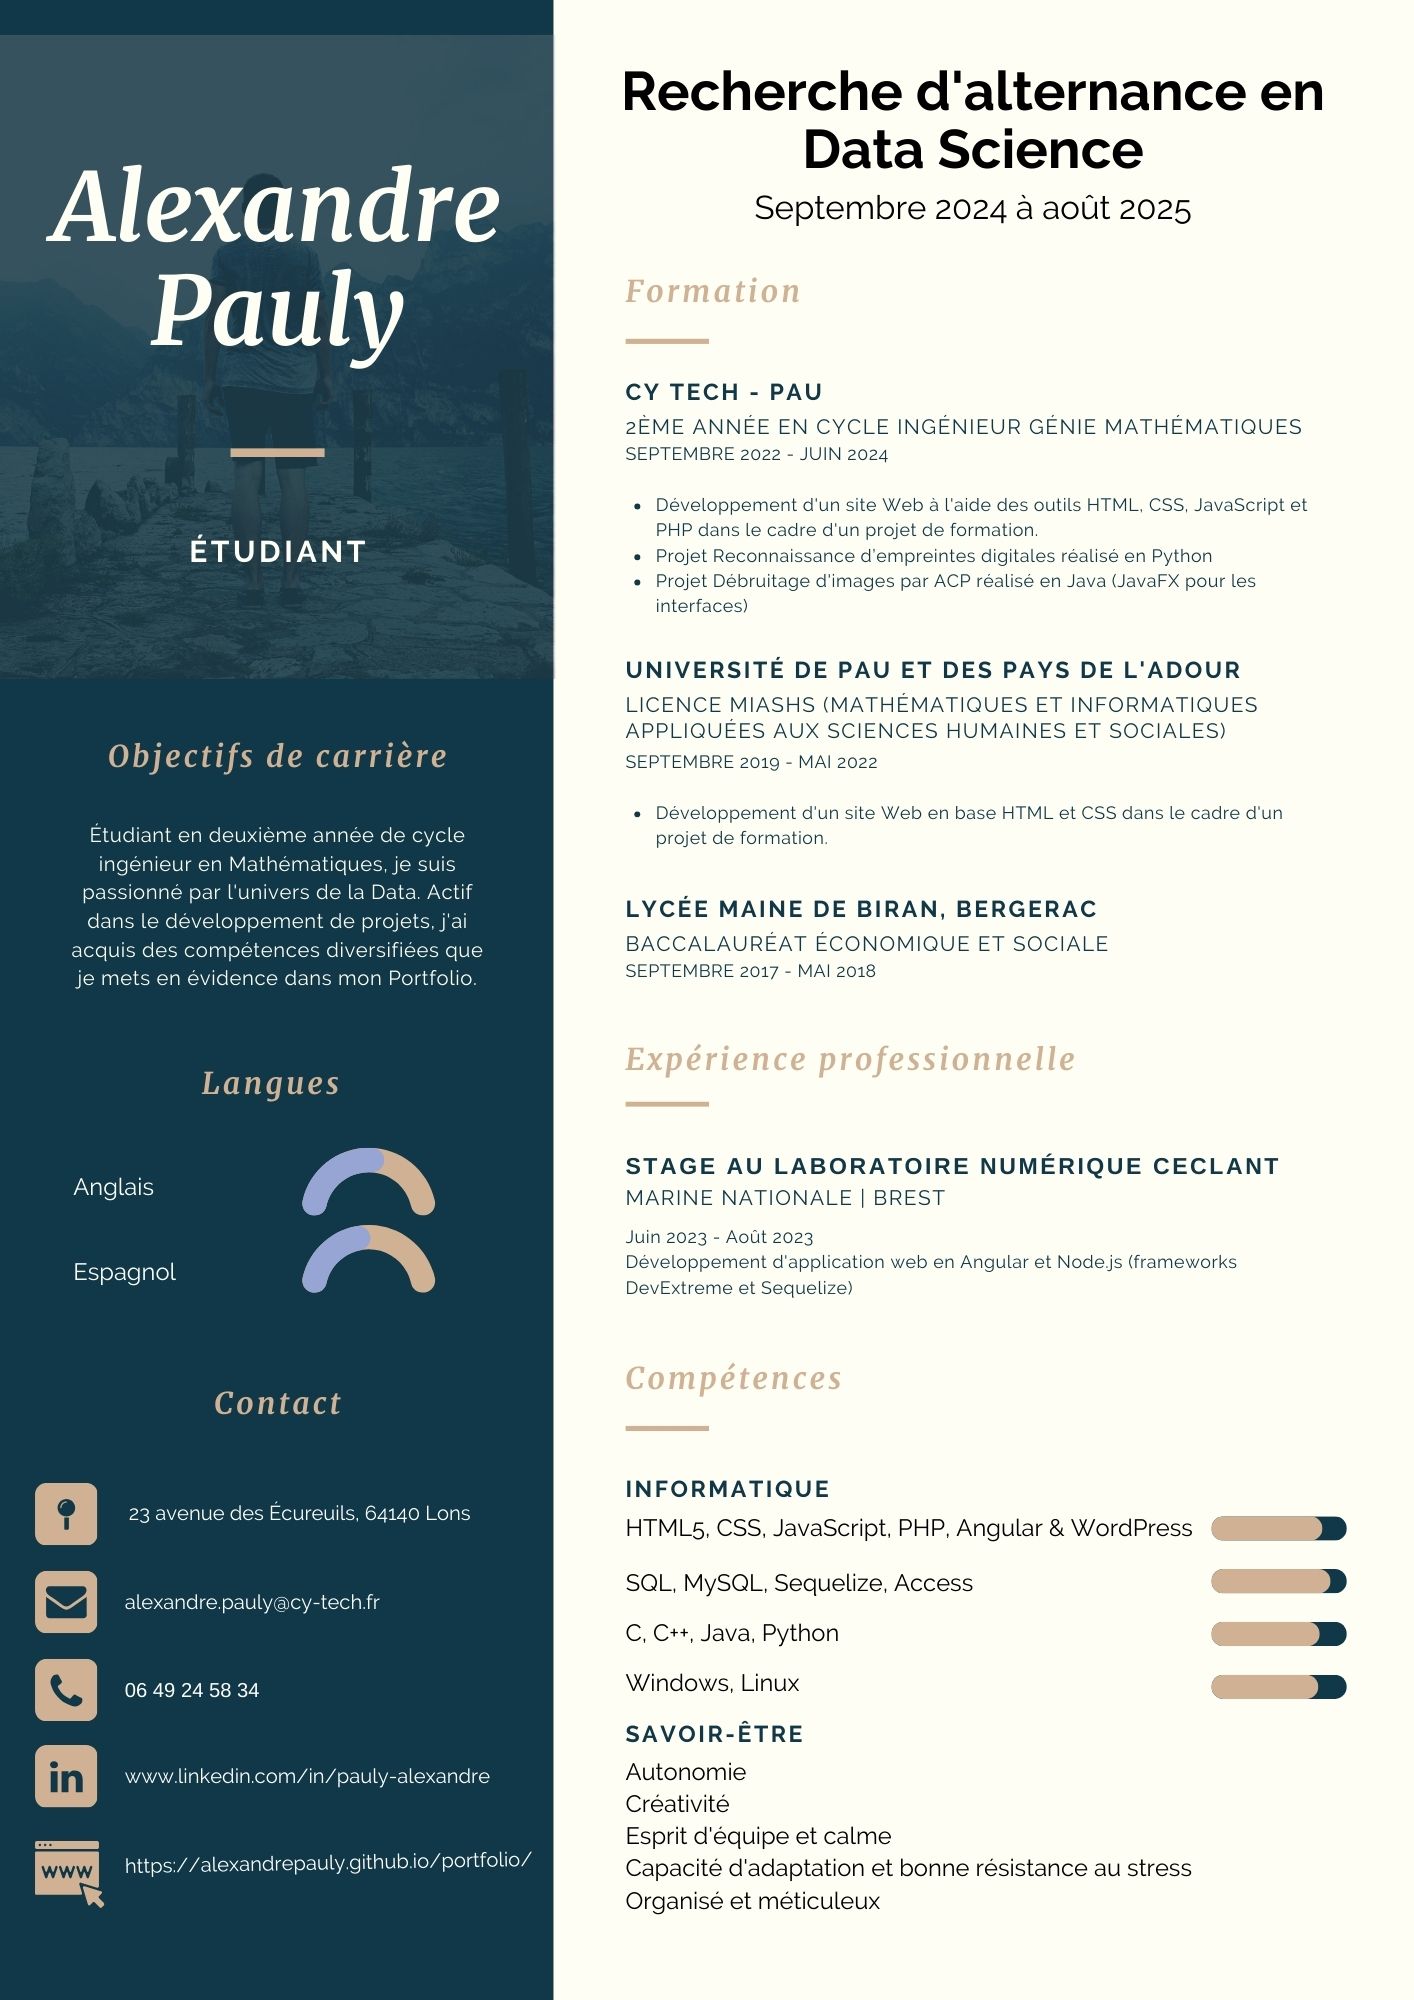 Alexandre
Pauly
ÉTUDIANT
Objectifs de carrière
Étudiant en deuxième année de cycle
ingénieur en Mathématiques, je suis
passionné par l'univers de la Data. Actif
dans le développement de projets, j'ai
acquis des compétences diversifiées que
je mets en évidence dans mon Portfolio.
Langues
Anglais
Espagnol
Contact
23 avenue des Écureuils, 64140 Lons
alexandre.pauly@cy-tech.fr
06 49 24 58 34
in
www.linkedin.com/in/pauly-alexandre
www
https://alexandrepauly.github.io/portfolio/
Recherche d'alternance en
Data Science
Septembre 2024 à août 2025
Formation
CY TECH - PAU
2ÈME ANNÉE EN CYCLE INGÉNIEUR GÉNIE MATHÉMATIQUES
SEPTEMBRE 2022 - JUIN 2024
• Développement d'un site Web à l'aide des outils HTML, CSS, JavaScript et
PHP dans le cadre d'un projet de formation.
• Projet Reconnaissance d'empreintes digitales réalisé en Python
• Projet Débruitage d'images par ACP réalisé en Java (JavaFX pour les
interfaces)
UNIVERSITÉ DE PAU ET DES PAYS DE L'ADOUR
LICENCE MIASHS (MATHÉMATIQUES ET INFORMATIQUES
APPLIQUÉES AUX SCIENCES HUMAINES ET SOCIALES)
SEPTEMBRE 2019 - MAI 2022
• Développement d'un site Web en base HTML et CSS dans le cadre d'un
projet de formation.
LYCÉE MAINE DE BIRAN, BERGERAC
BACCALAURÉAT ÉCONOMIQUE ET SOCIALE
SEPTEMBRE 2017 - MAI 2018
Expérience professionnelle
STAGE AU LABORATOIRE NUMÉRIQUE CECLANT
MARINE NATIONALE | BREST
Juin 2023 - Août 2023
Développement d'application web en Angular et Node.js (frameworks
DevExtreme et Sequelize)
Compétences
INFORMATIQUE
HTML5, CSS, JavaScript, PHP, Angular & WordPress
SQL, MySQL, Sequelize, Access
C, C++, Java, Python
Windows, Linux
SAVOIR-ÊTRE
Autonomie
Créativité
Esprit d'équipe et calme
Capacité d'adaptation et bonne résistance au stress
Organisé et méticuleux